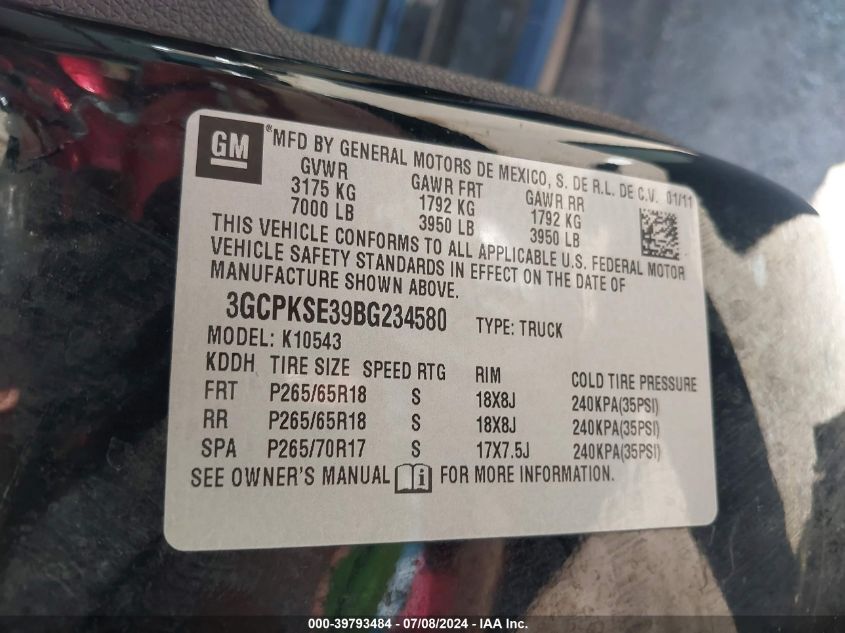 GM ®MFD BY GENERAL MOTORS DE MEXICO, S. DE R.L. DE C.V. 01/11
GVWR GAWR FRT GAWR RR
3175 KG 1792 KG 1792 KG
7000 LB 3950 LB 3950 LB
THIS VEHICLE CONFORMS TO ALL APPLICABLE U.S. FEDERAL MOTOR
VEHICLE SAFETY STANDARDS IN EFFECT ON THE DATE OF
MANUFACTURE SHOWN ABOVE.
3GCPKSE39BG234580 TYPE: TRUCK
MODEL: K10543
KDDH TIRE SIZE SPEED RTG RIM COLD TIRE PRESSURE
FRT P265/65R18 S 18X8J 240KPA(35PSI)
RR P265/65R18 S 18X8J 240KPA(35PSI)
SPA P265/70R17 S 17X7.5J 240KPA(35PSI)
SEE OWNER'S MANUAL i FOR MORE INFORMATION.
000-39793484 - 07/08/2024 - IAA Inc.